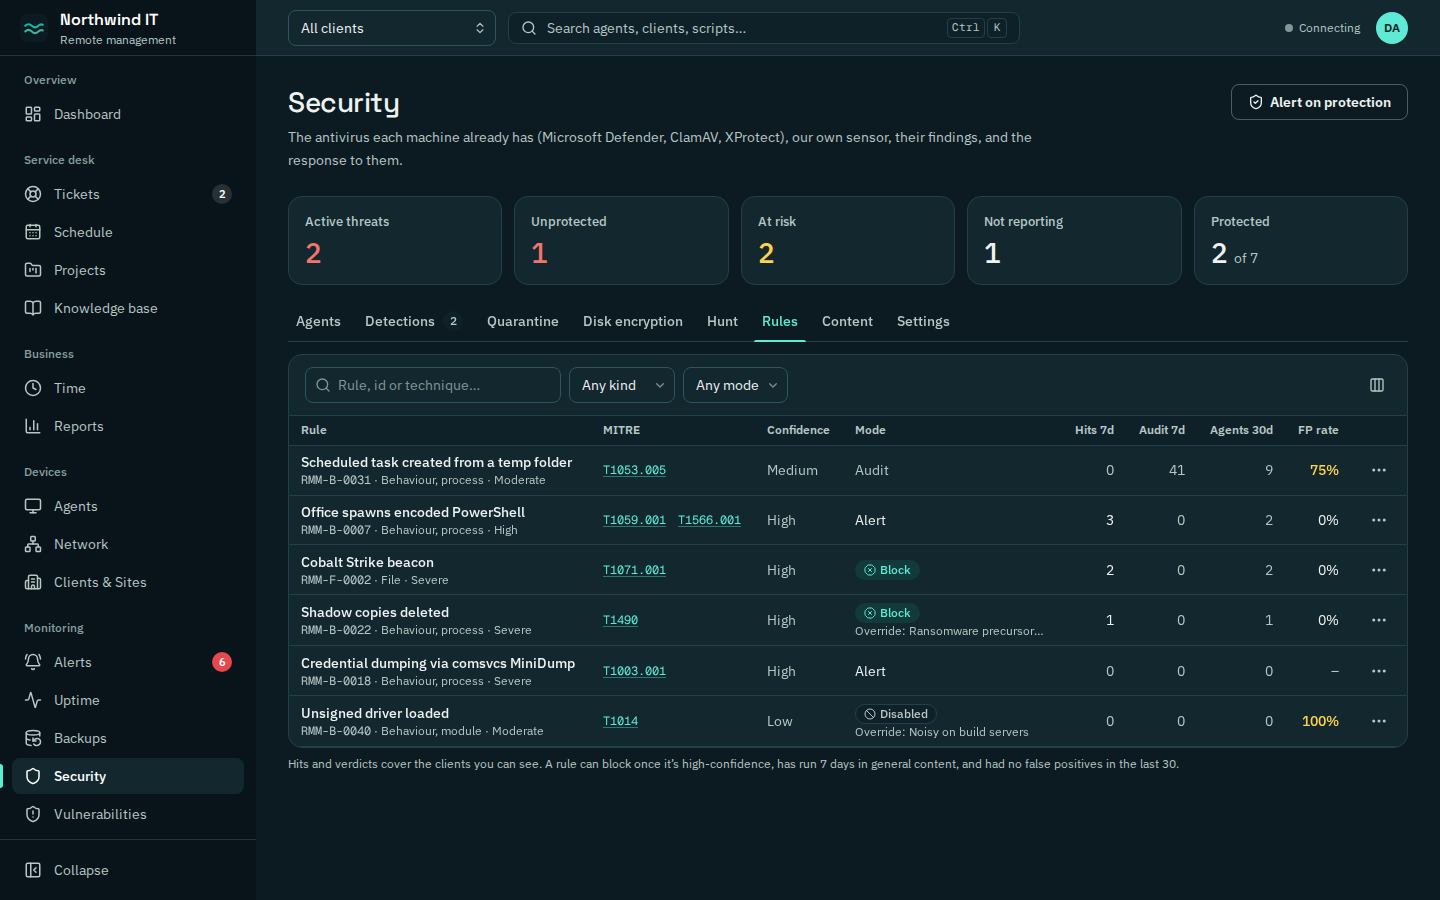 Northwind IT
Remote management
All clients
Search agents, clients, scripts...
Ctrl K
Connecting
DA
Overview
Dashboard
Service desk
Tickets 2
Schedule
Projects
Knowledge base
Business
Time
Reports
Devices
Agents
Network
Clients & Sites
Monitoring
Alerts 6
Uptime
Backups
Security
Vulnerabilities
Collapse
Security
Alert on protection
The antivirus each machine already has (Microsoft Defender, ClamAV, XProtect), our own sensor, their findings, and the
response to them.
Active threats
2
Unprotected
1
At risk
2
Not reporting
1
Protected
2 of 7
Agents Detections 2 Quarantine Disk encryption Hunt Rules Content Settings
Rule, id or technique... Any kind Any mode
Rule MITRE Confidence Mode Hits 7d Audit 7d Agents 30d FP rate
Scheduled task created from a temp folder
RMM-B-0031 · Behaviour, process · Moderate
T1053.005 Medium Audit 0 41 9 75%
Office spawns encoded PowerShell
RMM-B-0007 · Behaviour, process · High
T1059.001 T1566.001 High Alert 3 0 2 0%
Cobalt Strike beacon
RMM-F-0002 · File · Severe
T1071.001 High Block 2 0 2 0%
Shadow copies deleted
RMM-B-0022 · Behaviour, process · Severe
T1490 High Block 1 0 1 0%
Override: Ransomware precursor...
Credential dumping via comsvcs MiniDump
RMM-B-0018 · Behaviour, process · Severe
T1003.001 High Alert 0 0 0 –
Unsigned driver loaded
RMM-B-0040 · Behaviour, module · Moderate
T1014 Low Disabled 0 0 0 100%
Override: Noisy on build servers
Hits and verdicts cover the clients you can see. A rule can block once it's high-confidence, has run 7 days in general content, and had no false positives in the last 30.